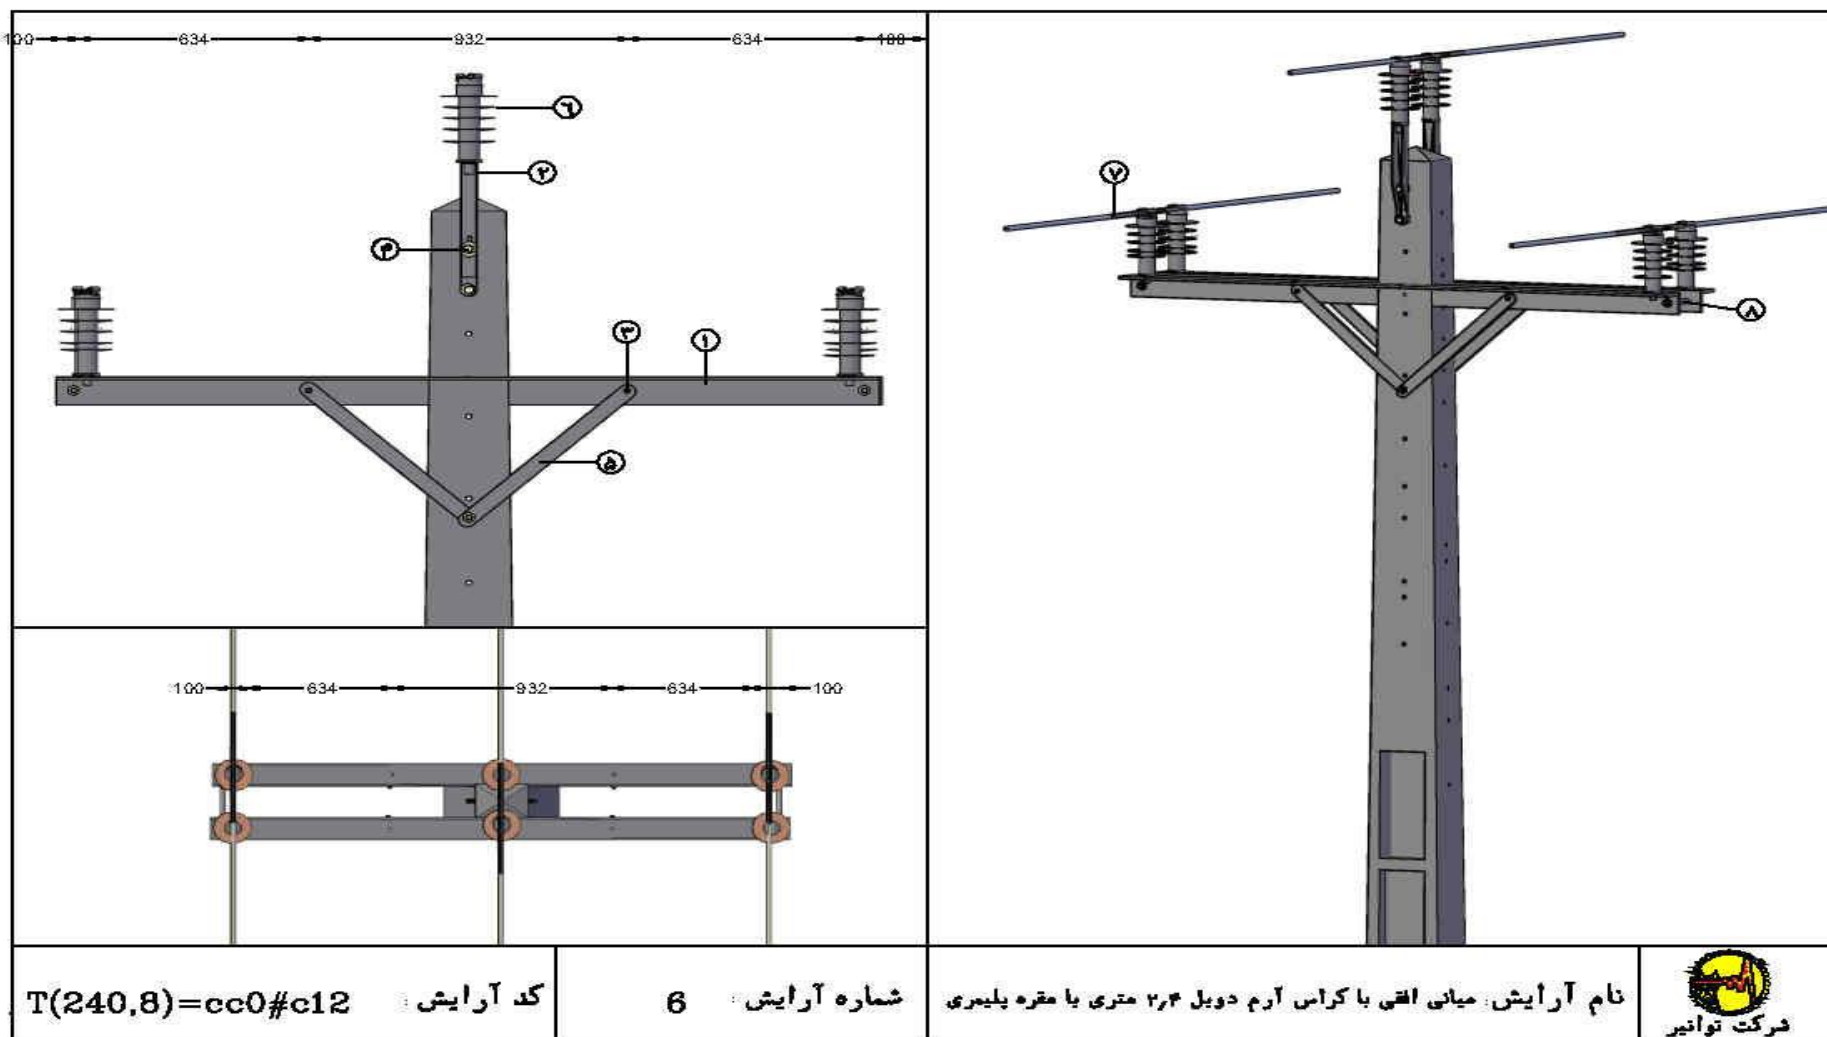 100 634 932 634 100
۶
۲
۴
۳
۱
۵
۷
۸
100 634 932 634 100
T(240,8)=cc0#c12
کد آرایش :
6
شماره آرایش :
نام آرایش: میانی افقی با کراس آرم دوبل ۲٫۴ متری با مقره پلیمری
شرکت توانیر